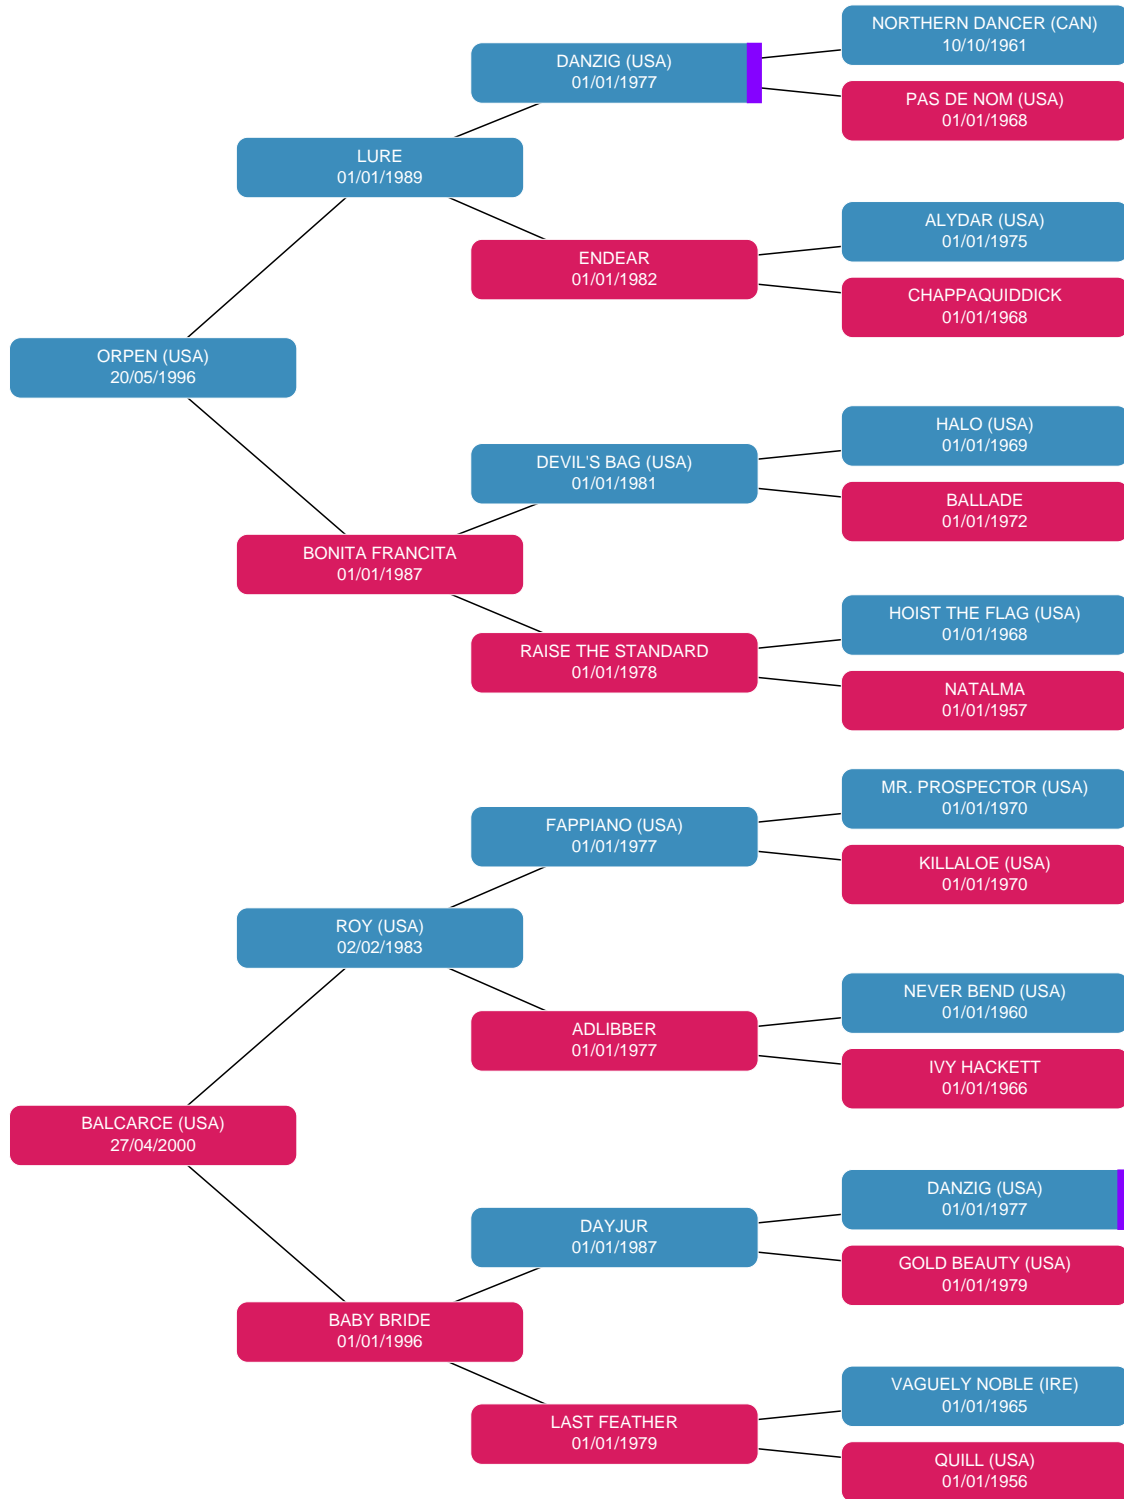 NORTHERN DANCER (CAN)
10/10/1961
DANZIG (USA)
01/01/1977
PAS DE NOM (USA)
01/01/1968
LURE
01/01/1989
ALYDAR (USA)
01/01/1975
ENDEAR
01/01/1982
CHAPPAQUIDDICK
01/01/1968
ORPEN (USA)
20/05/1996
HALO (USA)
01/01/1969
DEVIL'S BAG (USA)
01/01/1981
BALLADE
01/01/1972
BONITA FRANCITA
01/01/1987
HOIST THE FLAG (USA)
01/01/1968
RAISE THE STANDARD
01/01/1978
NATALMA
01/01/1957
MR. PROSPECTOR (USA)
01/01/1970
FAPPIANO (USA)
01/01/1977
KILLALOE (USA)
01/01/1970
ROY (USA)
02/02/1983
NEVER BEND (USA)
01/01/1960
ADLIBBER
01/01/1977
IVY HACKETT
01/01/1966
BALCARCE (USA)
27/04/2000
DANZIG (USA)
01/01/1977
DAYJUR
01/01/1987
GOLD BEAUTY (USA)
01/01/1979
BABY BRIDE
01/01/1996
VAGUELY NOBLE (IRE)
01/01/1965
LAST FEATHER
01/01/1979
QUILL (USA)
01/01/1956